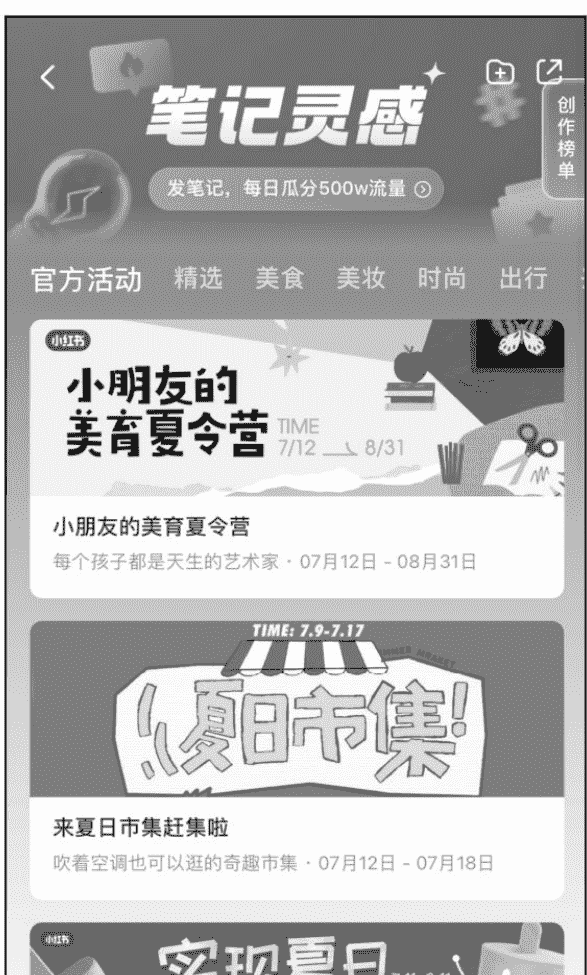 笔记灵感
创作榜单
发笔记，每日瓜分500w流量
官方活动 精选 美食 美妆 时尚 出行
小红书
小朋友的
美育夏令营
TIME
7/12 8/31
小朋友的美育夏令营
每个孩子都是天生的艺术家 · 07月12日 - 08月31日
TIME: 7.9-7.17
夏日市集!
来夏日市集赶集啦
吹着空调也可以逛的奇趣市集 · 07月12日 - 07月18日
小红书
实现夏日